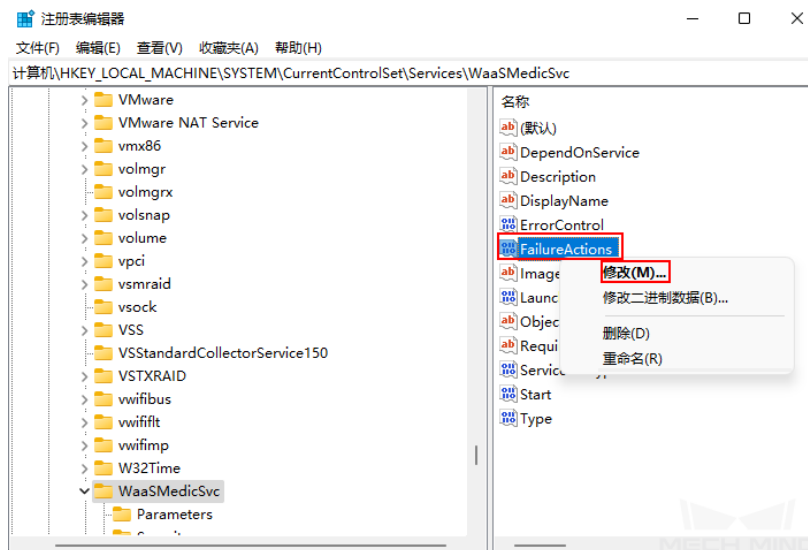 注册表编辑器
文件(F) 编辑(E) 查看(V) 收藏夹(A) 帮助(H)
计算机\HKEY_LOCAL_MACHINE\SYSTEM\CurrentControlSet\Services\WaaSMedicSvc
VMware
VMware NAT Service
vmx86
volmgr
volmgrx
volsnap
volume
vpci
vsmraid
vsock
VSS
VSStandardCollectorService150
VSTXRAID
vwifibus
vwififlt
vwifimp
W32Time
WaaSMedicSvc
Parameters
名称
(默认)
DependOnService
Description
DisplayName
ErrorControl
FailureActions
Image
Launc
Objec
Requi
Service
Start
Type
修改(M)...
修改二进制数据(B)...
删除(D)
重命名(R)
MECH MIND